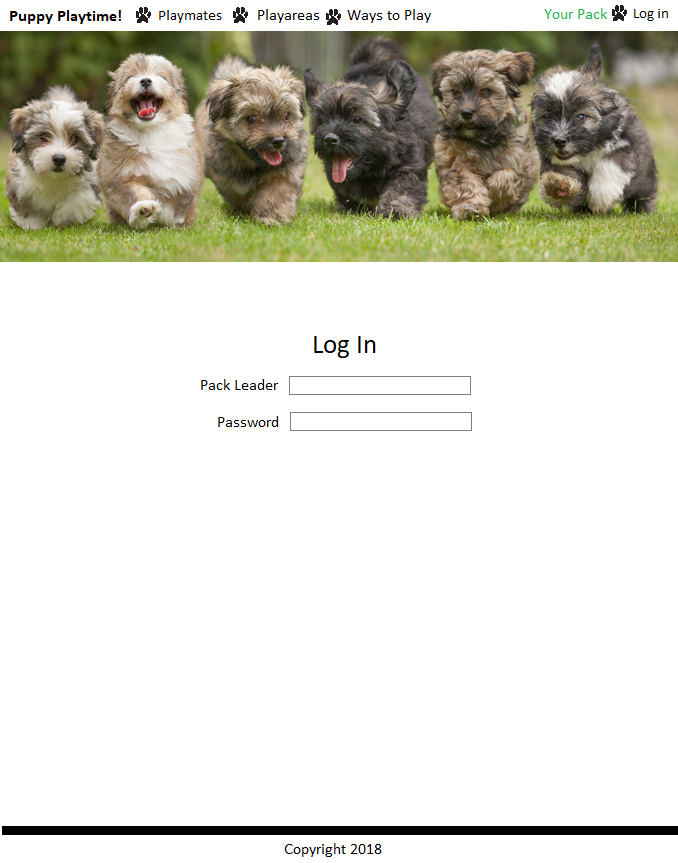 Puppy Playtime! Playmates Playareas Ways to Play Your Pack Log in
Log In
Pack Leader
Password
Copyright 2018